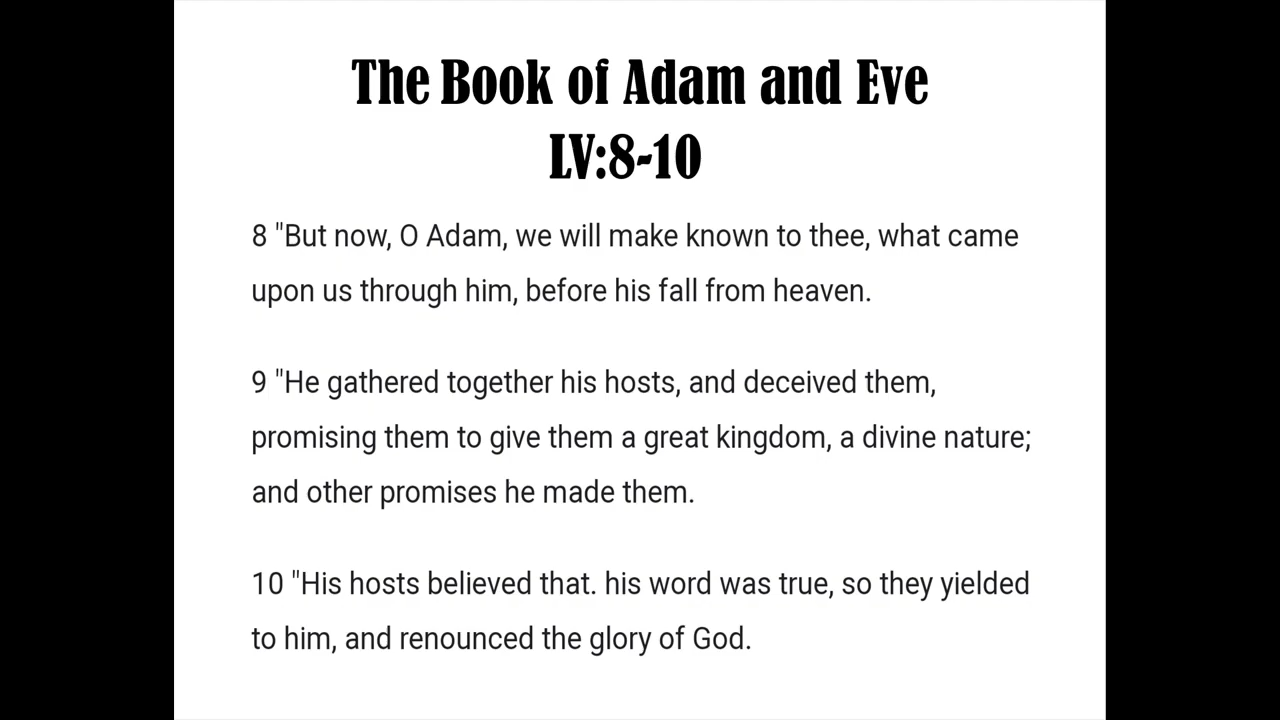 The Book of Adam and Eve
LV:8-10
8 "But now, O Adam, we will make known to thee, what came
upon us through him, before his fall from heaven.
9 "He gathered together his hosts, and deceived them,
promising them to give them a great kingdom, a divine nature;
and other promises he made them.
10 "His hosts believed that. his word was true, so they yielded
to him, and renounced the glory of God.